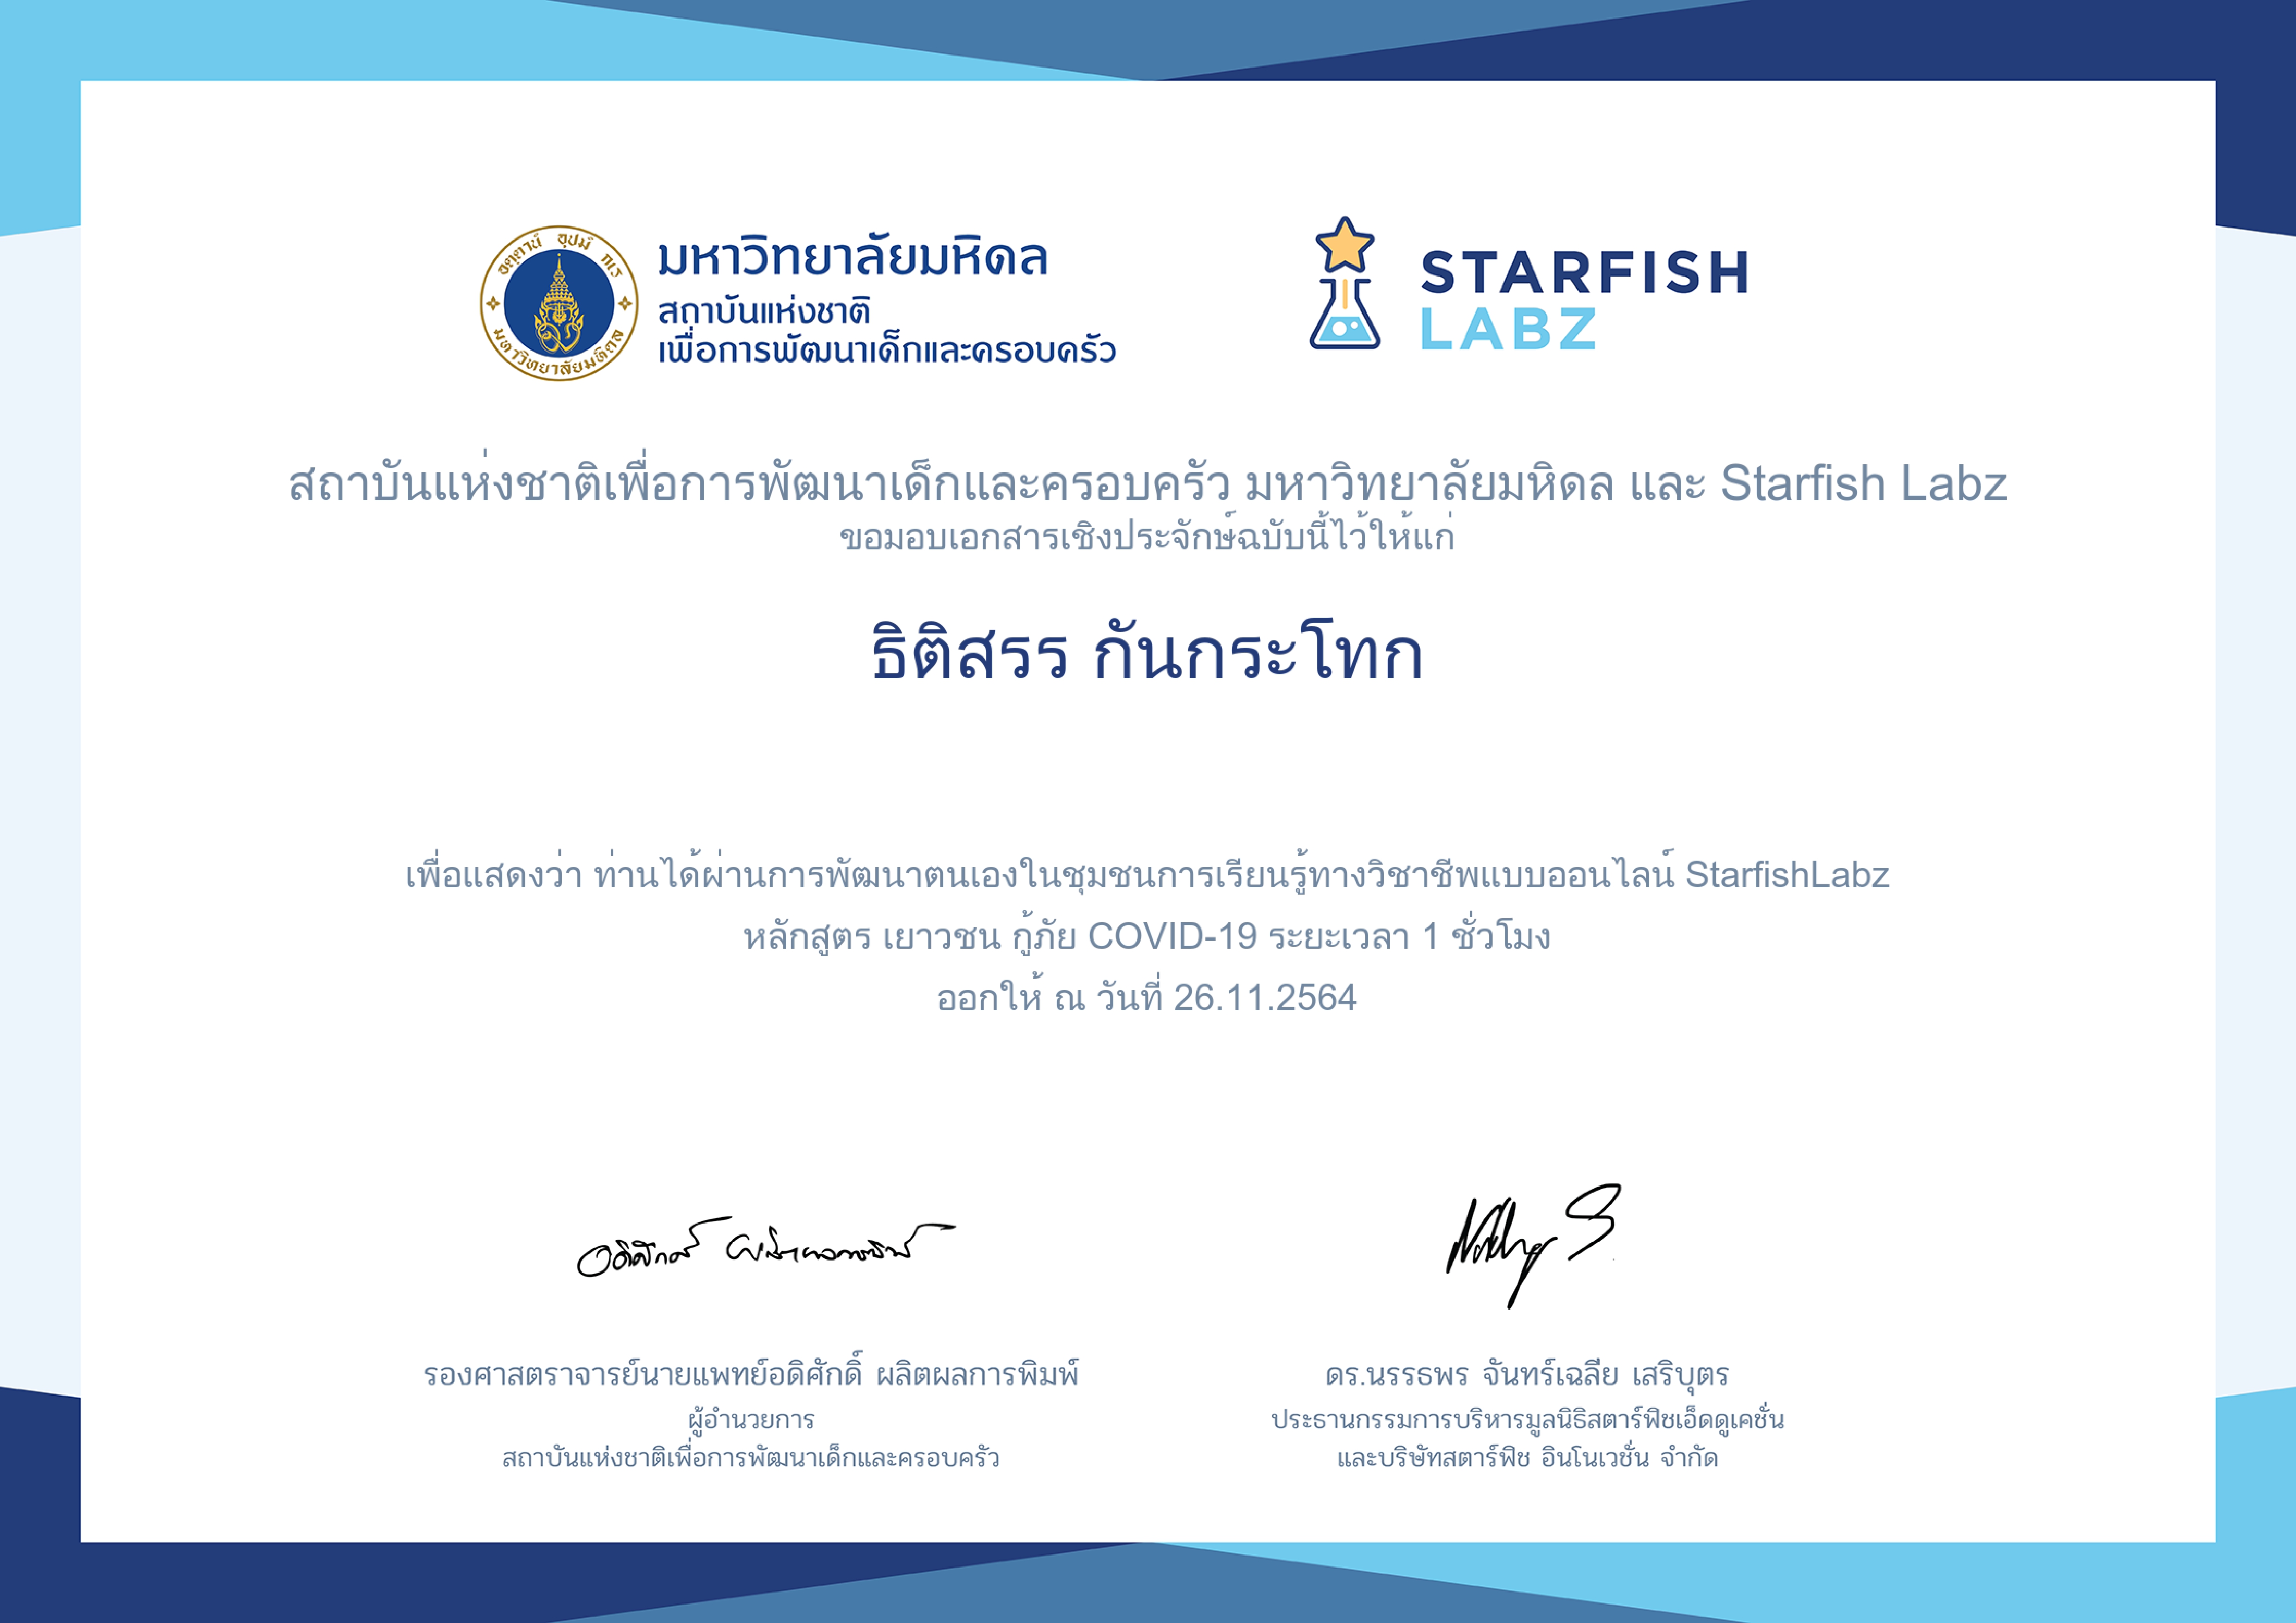 อตฺตานํ อุปมํ กเร
มหาวิทยาลัยมหิดล
มหาวิทยาลัยมหิดล
สถาบันแห่งชาติ
เพื่อการพัฒนาเด็กและครอบครัว
STARFISH
LABZ
สถาบันแห่งชาติเพื่อการพัฒนาเด็กและครอบครัว มหาวิทยาลัยมหิดล และ Starfish Labz
ขอมอบเอกสารเชิงประจักษ์ฉบับนี้ไว้ให้แก่
ธิติสรร กันกระโทก
เพื่อแสดงว่า ท่านได้ผ่านการพัฒนาตนเองในชุมชนการเรียนรู้ทางวิชาชีพแบบออนไลน์ StarfishLabz
หลักสูตร เยาวชน กู้ภัย COVID-19 ระยะเวลา 1 ชั่วโมง
ออกให้ ณ วันที่ 26.11.2564
รองศาสตราจารย์นายแพทย์อดิศักดิ์ ผลิตผลการพิมพ์
ผู้อำนวยการ
สถาบันแห่งชาติเพื่อการพัฒนาเด็กและครอบครัว
ดร.นรรธพร จันทร์เฉลี่ย เสริบุตร
ประธานกรรมการบริหารมูลนิธิสตาร์ฟิชเอ็ดดูเคชั่น
และบริษัทสตาร์ฟิช อินโนเวชั่น จำกัด